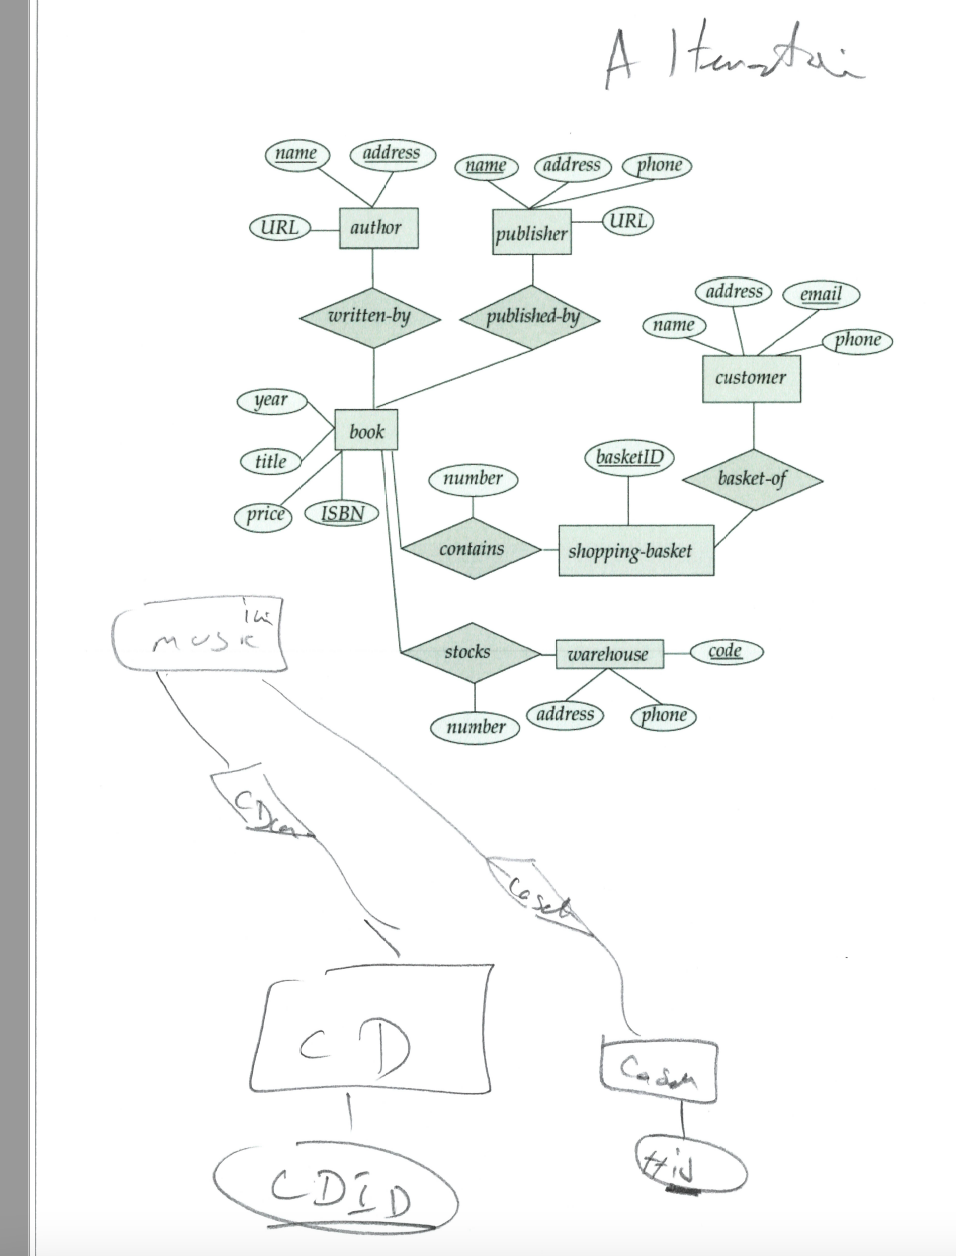 name address
name address phone
URL author
publisher URL
address email
written-by published-by
name
phone
customer
year
book
title
basketID
basket-of
number
price ISBN
contains shopping-basket
music
stocks warehouse code
number address phone
CD
CD
CDID